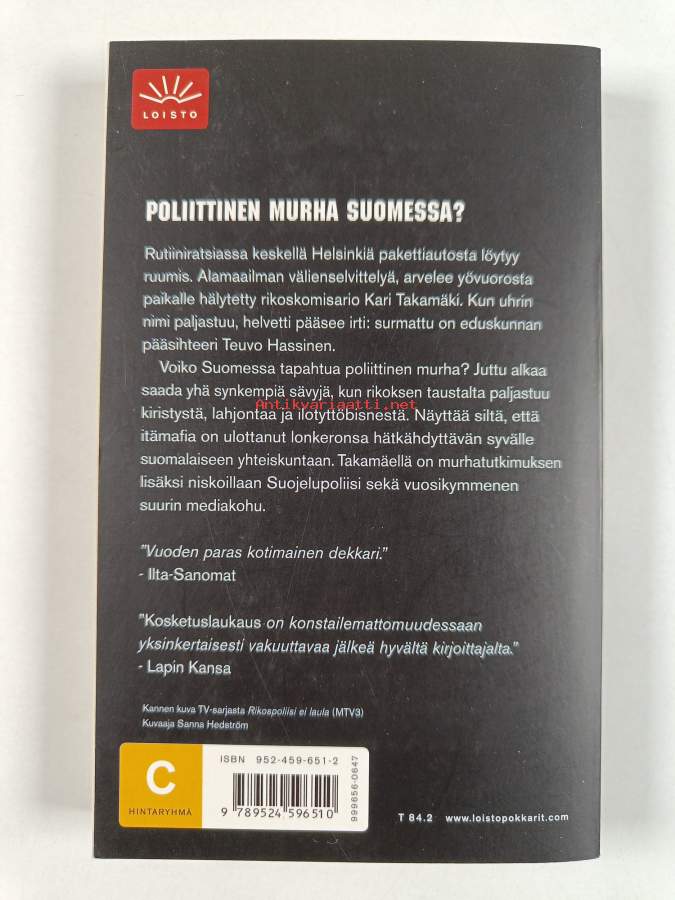 LOISTO
POLIITTINEN MURHA SUOMESSA?
Rutiiniratsiassa keskellä Helsinkiä pakettiautosta löytyy
ruumis. Alamaailman välienselvittelyä, arvelee yövuorosta
paikalle hälytetty rikoskomisario Kari Takamäki. Kun uhrin
nimi paljastuu, helvetti pääsee irti: surmattu on eduskunnan
pääsihteeri Teuvo Hassinen.
Voiko Suomessa tapahtua poliittinen murha? Juttu alkaa
saada yhä synkempiä sävyjä, kun rikoksen taustalta paljastuu
kiristystä, lahjontaa ja ilotyttöbisnestä. Näyttää siltä, että
Antikvariaatti.net
itämafia on ulottanut lonkeronsa hätkähdyttävän syvälle
suomalaiseen yhteiskuntaan. Takamäellä on murhatutkimuksen
lisäksi niskoillaan Suojelupoliisi sekä vuosikymmenen
suurin mediakohu.
"Vuoden paras kotimainen dekkari."
- Ilta-Sanomat
"Kosketuslaukaus on konstailemattomuudessaan
yksinkertaisesti vakuuttavaa jälkeä hyvältä kirjoittajalta."
- Lapin Kansa
Kannen kuva TV-sarjasta Rikospoliisi ei laula (MTV3)
Kuvaaja Sanna Hedström
C
HINTARYHMÄ
ISBN 952-459-651-2
9 789524 596510
999656-0647
T 84.2 www.loistopokkarit.com